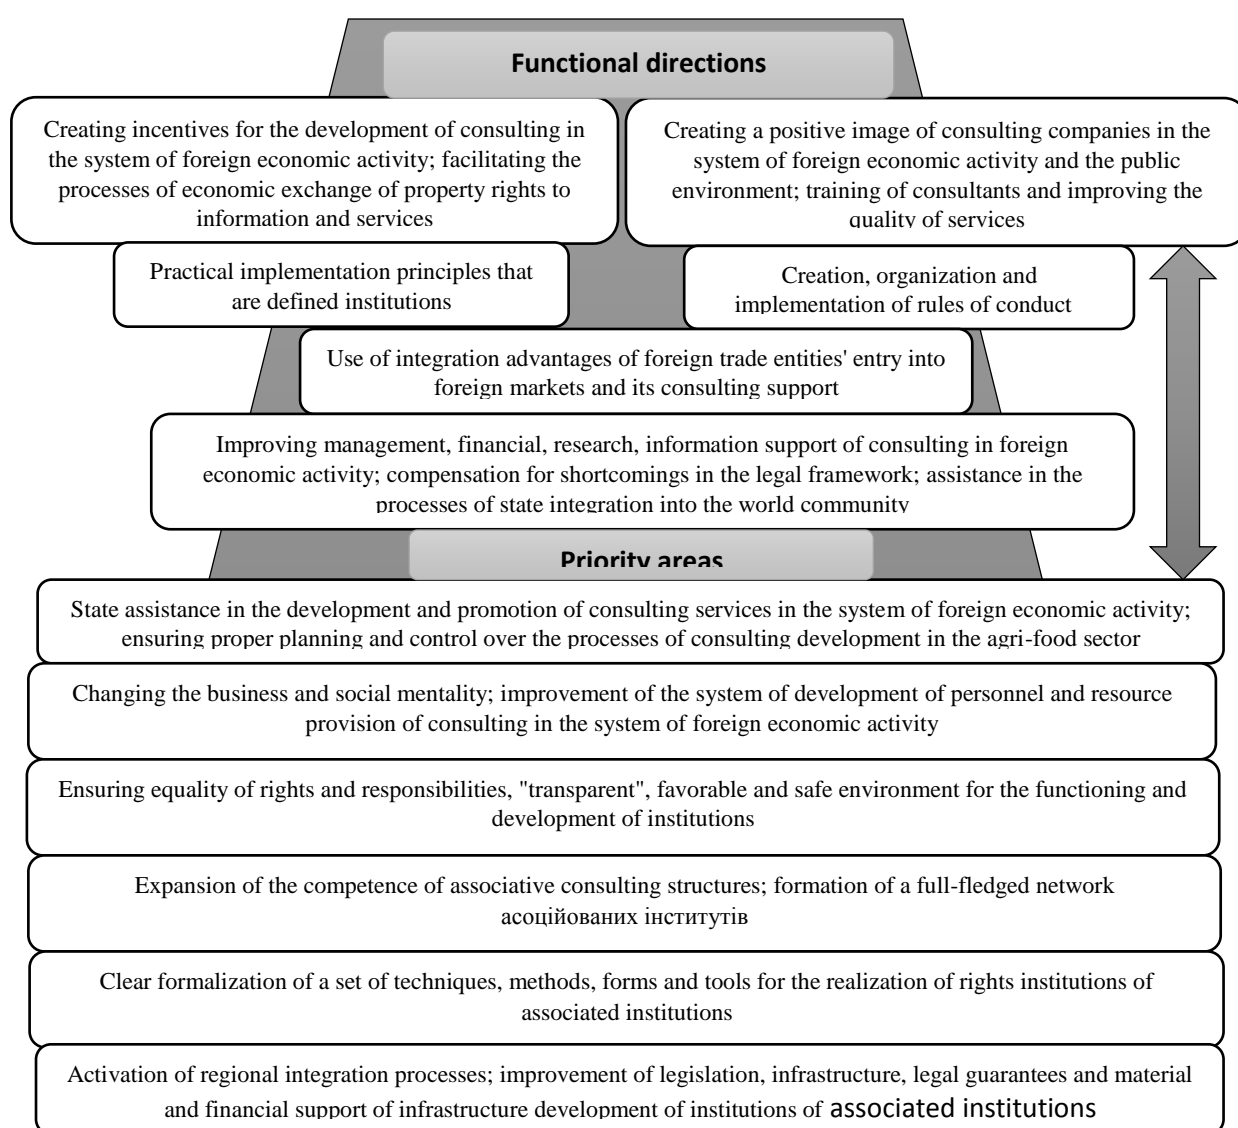 Functional directions
Creating incentives for the development of consulting in
the system of foreign economic activity; facilitating the
processes of economic exchange of property rights to
information and services
Creating a positive image of consulting companies in the
system of foreign economic activity and the public
environment; training of consultants and improving the
quality of services
Practical implementation principles that
are defined institutions
Creation, organization and
implementation of rules of conduct
Use of integration advantages of foreign trade entities' entry into
foreign markets and its consulting support
Improving management, financial, research, information support of consulting in foreign
economic activity; compensation for shortcomings in the legal framework; assistance in the
processes of state integration into the world community
Priority areas
State assistance in the development and promotion of consulting services in the system of foreign economic activity;
ensuring proper planning and control over the processes of consulting development in the agri-food sector
Changing the business and social mentality; improvement of the system of development of personnel and resource
provision of consulting in the system of foreign economic activity
Ensuring equality of rights and responsibilities, "transparent", favorable and safe environment for the functioning and
development of institutions
Expansion of the competence of associative consulting structures; formation of a full-fledged network
асоційованих інститутів
Clear formalization of a set of techniques, methods, forms and tools for the realization of rights institutions of
associated institutions
Activation of regional integration processes; improvement of legislation, infrastructure, legal guarantees and material
and financial support of infrastructure development of institutions of associated institutions